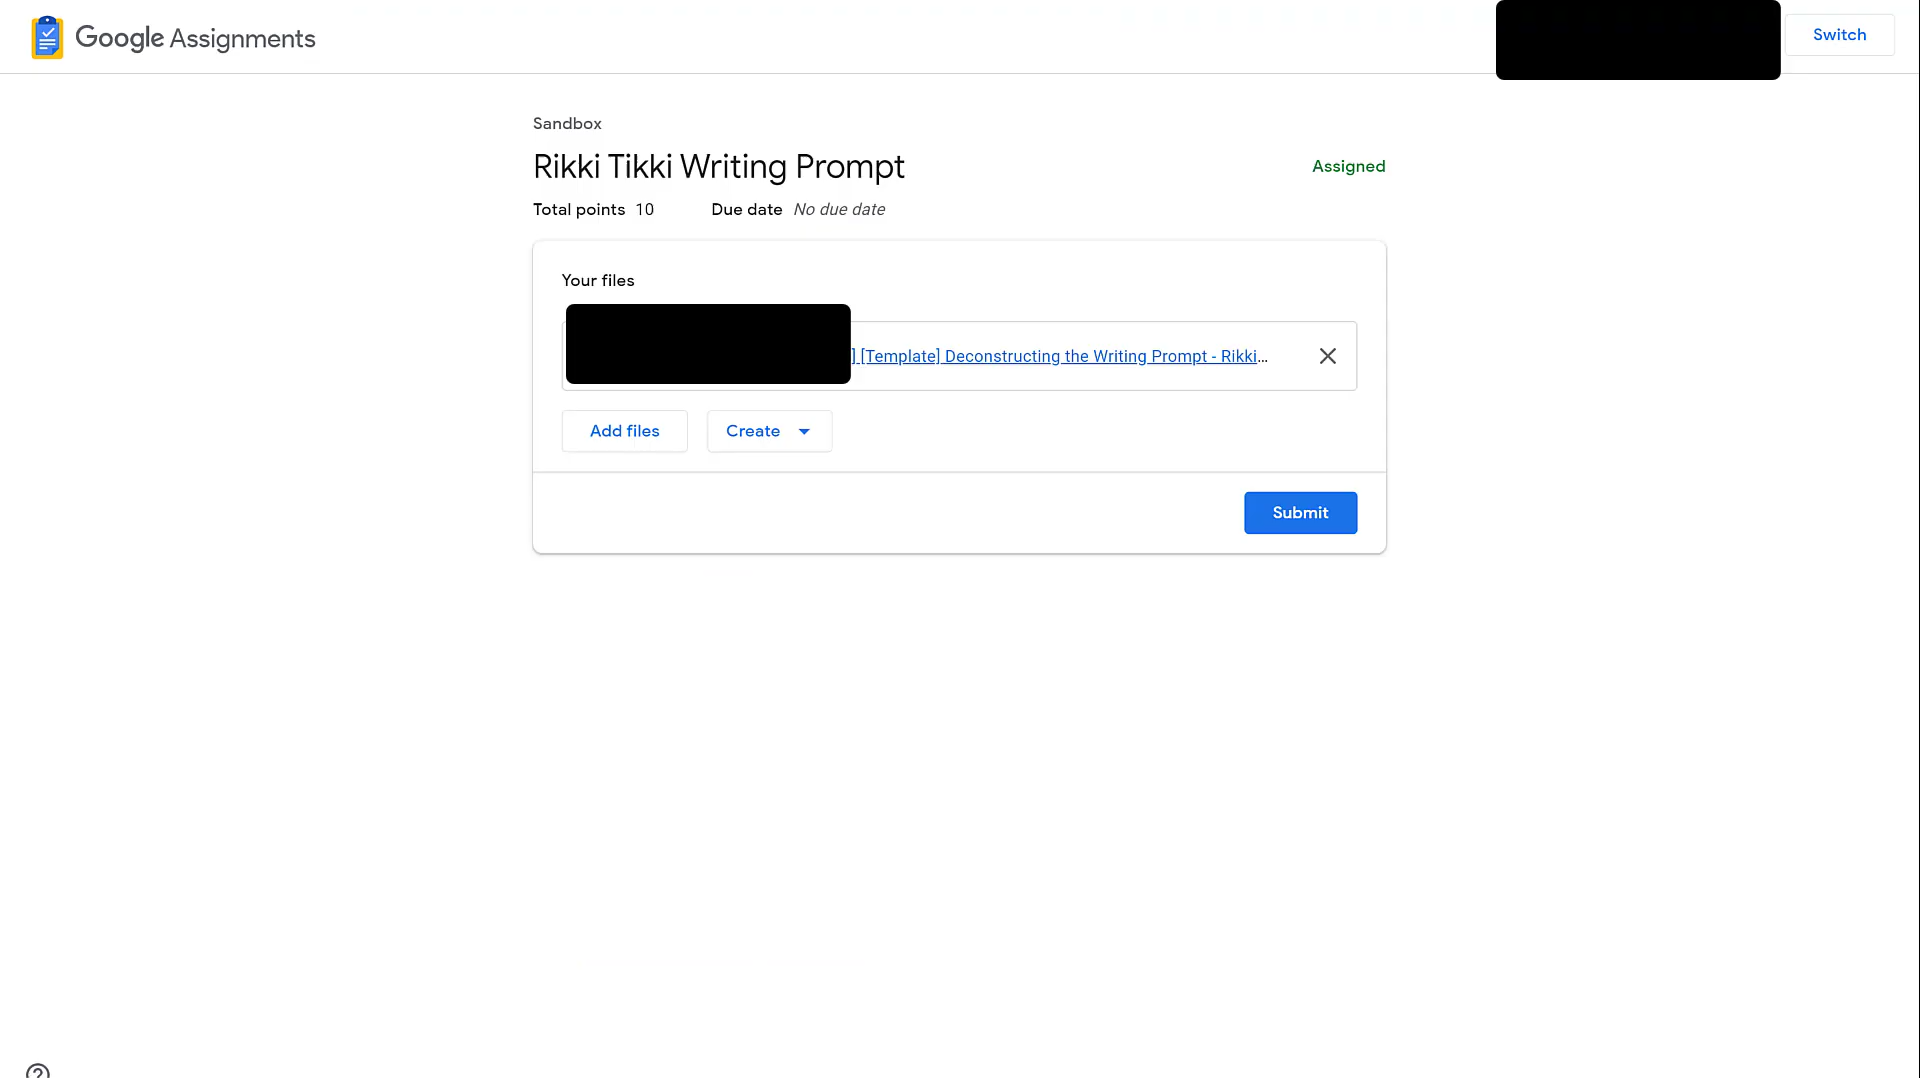 Google Assignments
Switch
Sandbox
Rikki Tikki Writing Prompt
Assigned
Total points 10 Due date No due date
Your files
] [Template] Deconstructing the Writing Prompt - Rikki...
Add files Create
Submit
?